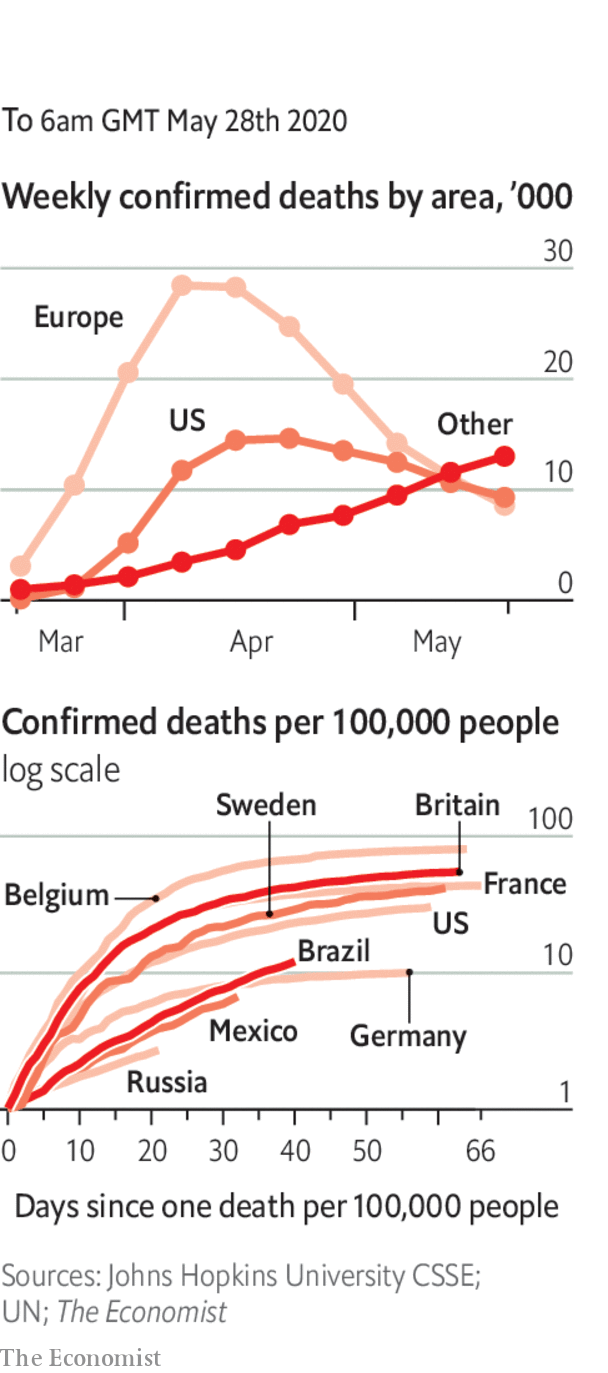 To 6am GMT May 28th 2020
Weekly confirmed deaths by area, ’000
30
Europe
20
US
Other
10
0
Mar Apr May
Confirmed deaths per 100,000 people
log scale
Sweden Britain
100
Belgium
France
US
Brazil
10
Mexico Germany
Russia
1
0 10 20 30 40 50 66
Days since one death per 100,000 people
Sources: Johns Hopkins University CSSE;
UN; The Economist
The Economist